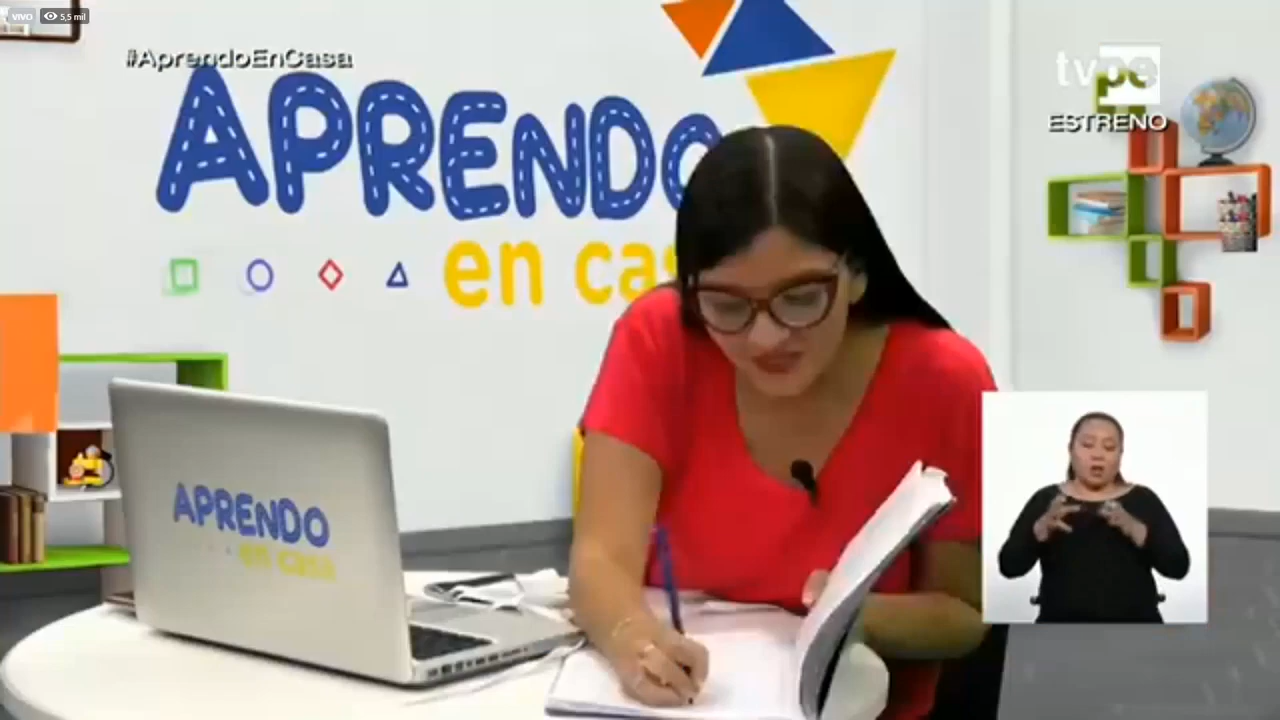 VIVO 5,5 mil
#AprendoEnCasa
tvpe
ESTRENO
APRENDO
en cas
APRENDO
en casa